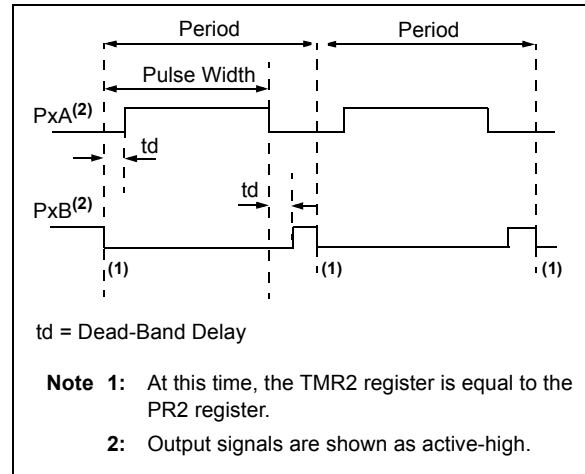 Period Period
Pulse Width
PxA(2)
td
td
PxB(2)
(1) (1) (1)
td = Dead-Band Delay
Note 1: At this time, the TMR2 register is equal to the
PR2 register.
2: Output signals are shown as active-high.